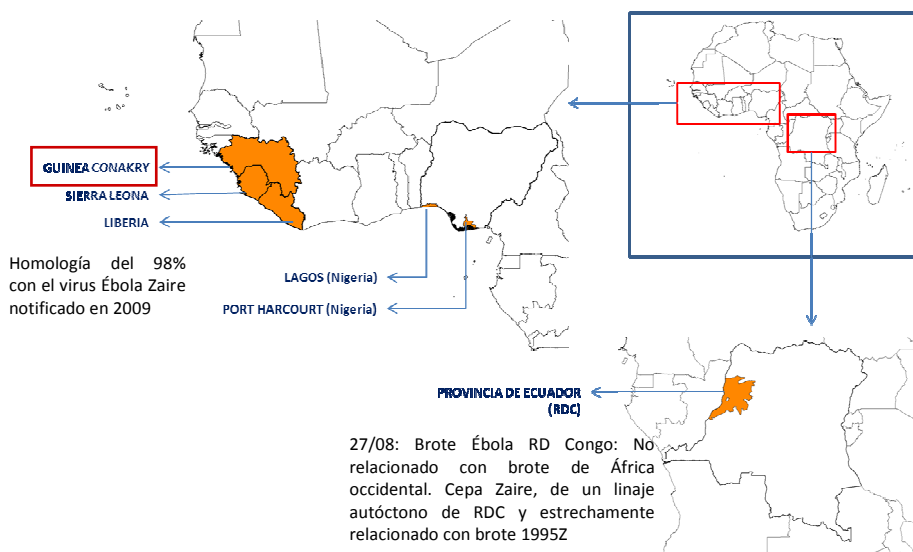 GUINEA CONAKRY
SIERRA LEONA
LIBERIA
Homología del 98%
con el virus Ébola Zaire
notificado en 2009
LAGOS (Nigeria)
PORT HARCOURT (Nigeria)
PROVINCIA DE ECUADOR
(RDC)
27/08: Brote Ébola RD Congo: No
relacionado con brote de África
occidental. Cepa Zaire, de un linaje
autóctono de RDC y estrechamente
relacionado con brote 1995Z